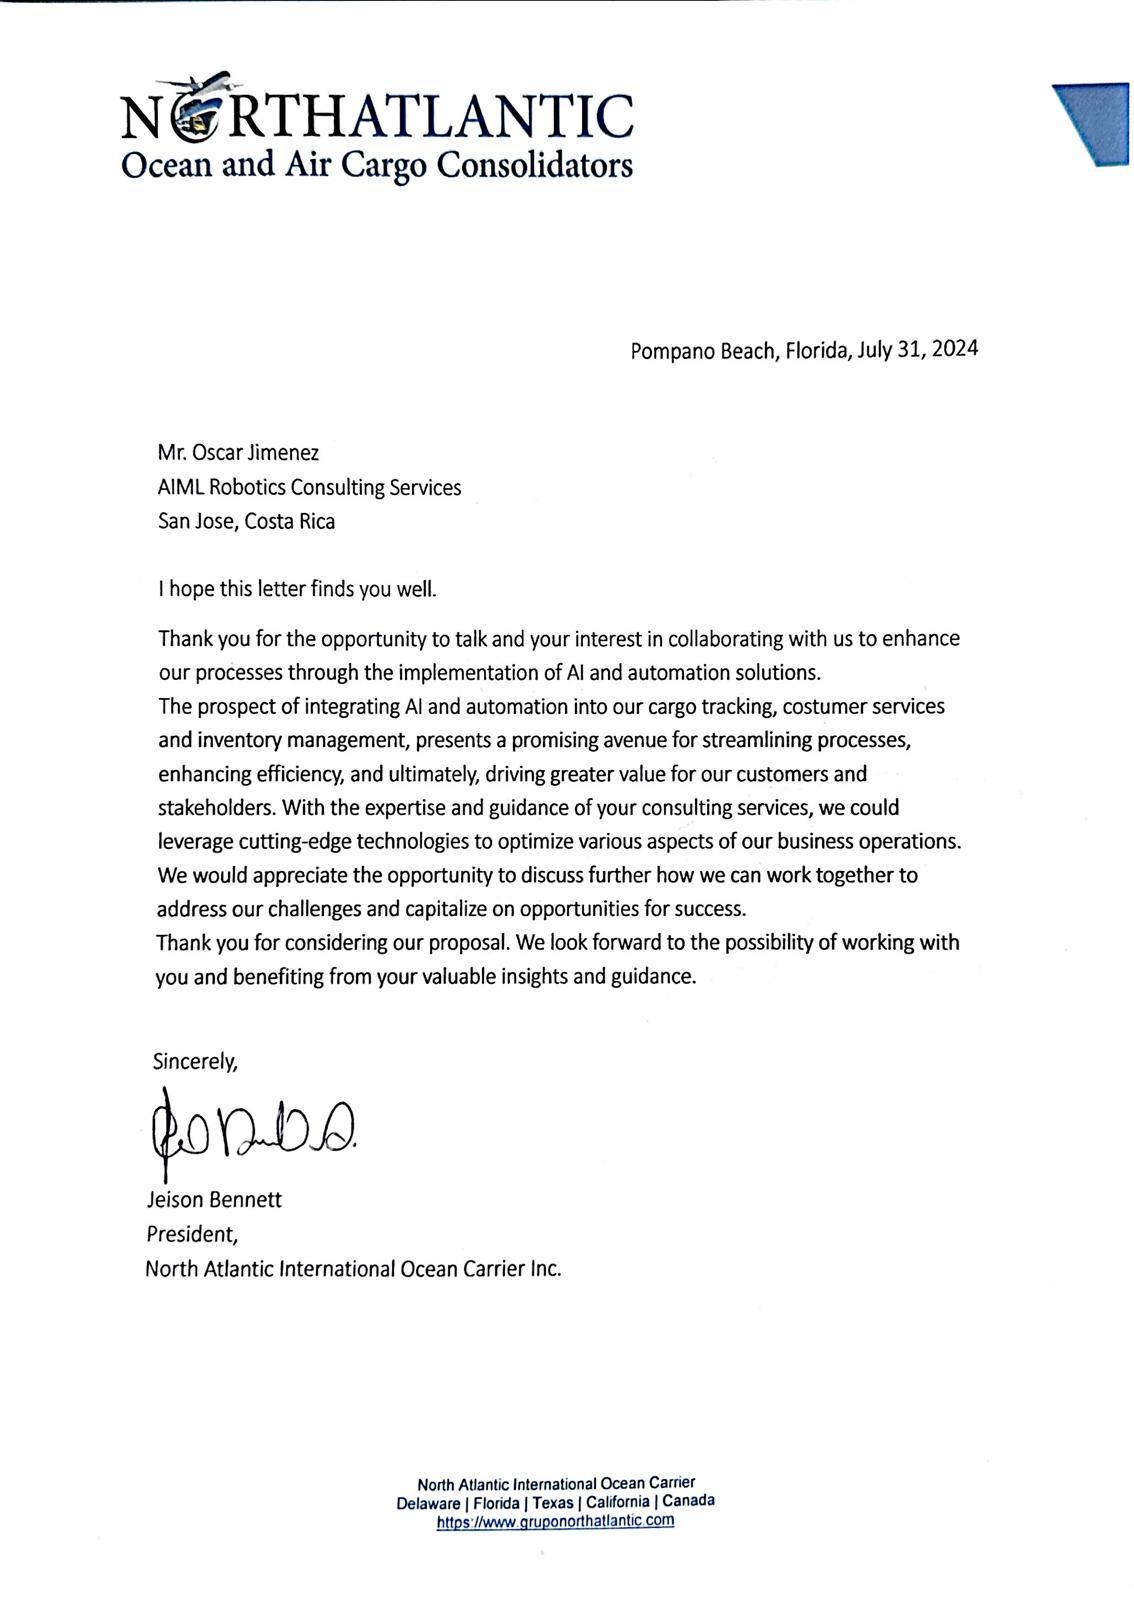 NORTHATLANTIC
Ocean and Air Cargo Consolidators
Pompano Beach, Florida, July 31, 2024
Mr. Oscar Jimenez
AIML Robotics Consulting Services
San Jose, Costa Rica
I hope this letter finds you well.
Thank you for the opportunity to talk and your interest in collaborating with us to enhance
our processes through the implementation of AI and automation solutions.
The prospect of integrating AI and automation into our cargo tracking, costumer services
and inventory management, presents a promising avenue for streamlining processes,
enhancing efficiency, and ultimately, driving greater value for our customers and
stakeholders. With the expertise and guidance of your consulting services, we could
leverage cutting-edge technologies to optimize various aspects of our business operations.
We would appreciate the opportunity to discuss further how we can work together to
address our challenges and capitalize on opportunities for success.
Thank you for considering our proposal. We look forward to the possibility of working with
you and benefiting from your valuable insights and guidance.
Sincerely,
Jeison Bennett
President,
North Atlantic International Ocean Carrier Inc.
North Atlantic International Ocean Carrier
Delaware | Florida | Texas | California | Canada
https://www.gruponorthatlantic.com